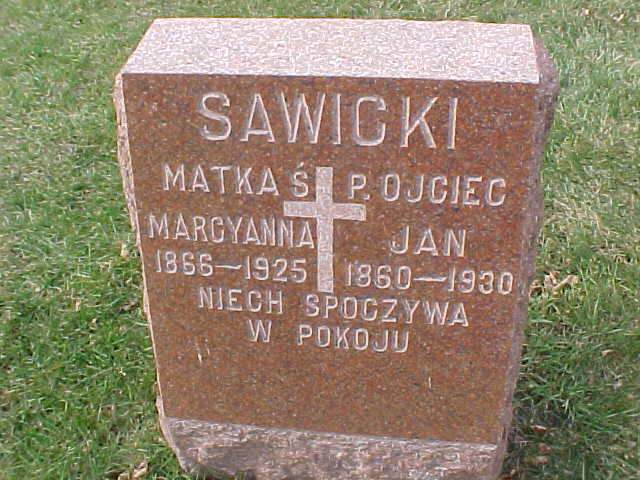 SAWICKI
MATKA Ś P. OJCIEC
MARCYANNA JAN
1866—1925 1860—1930
NIECH SPOCZYWA
W POKOJU